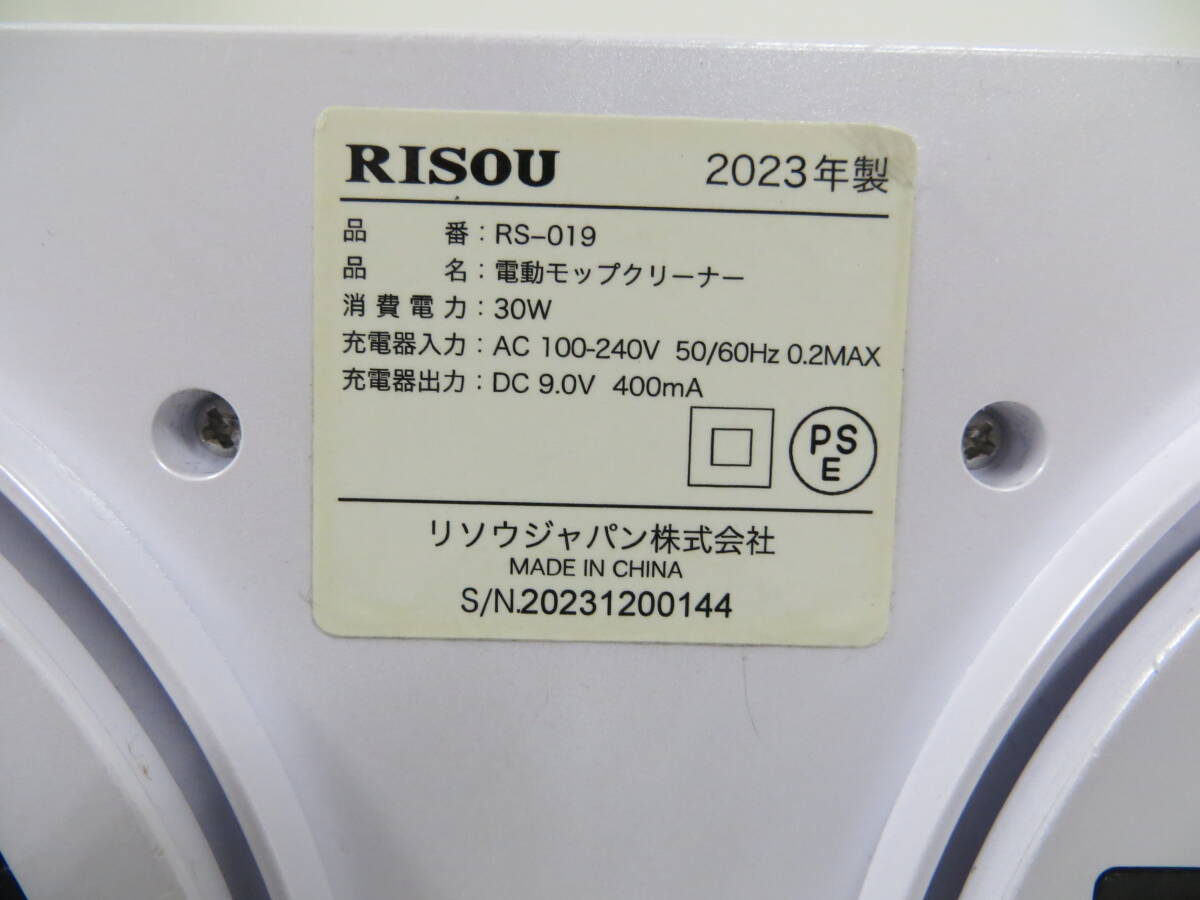 RISOU 2023年製
品番：RS-019
品名：電動モップクリーナー
消費電力：30W
充電器入力：AC 100-240V 50/60Hz 0.2MAX
充電器出力：DC 9.0V 400mA
PS
E
リソウジャパン株式会社
MADE IN CHINA
S/N.20231200144